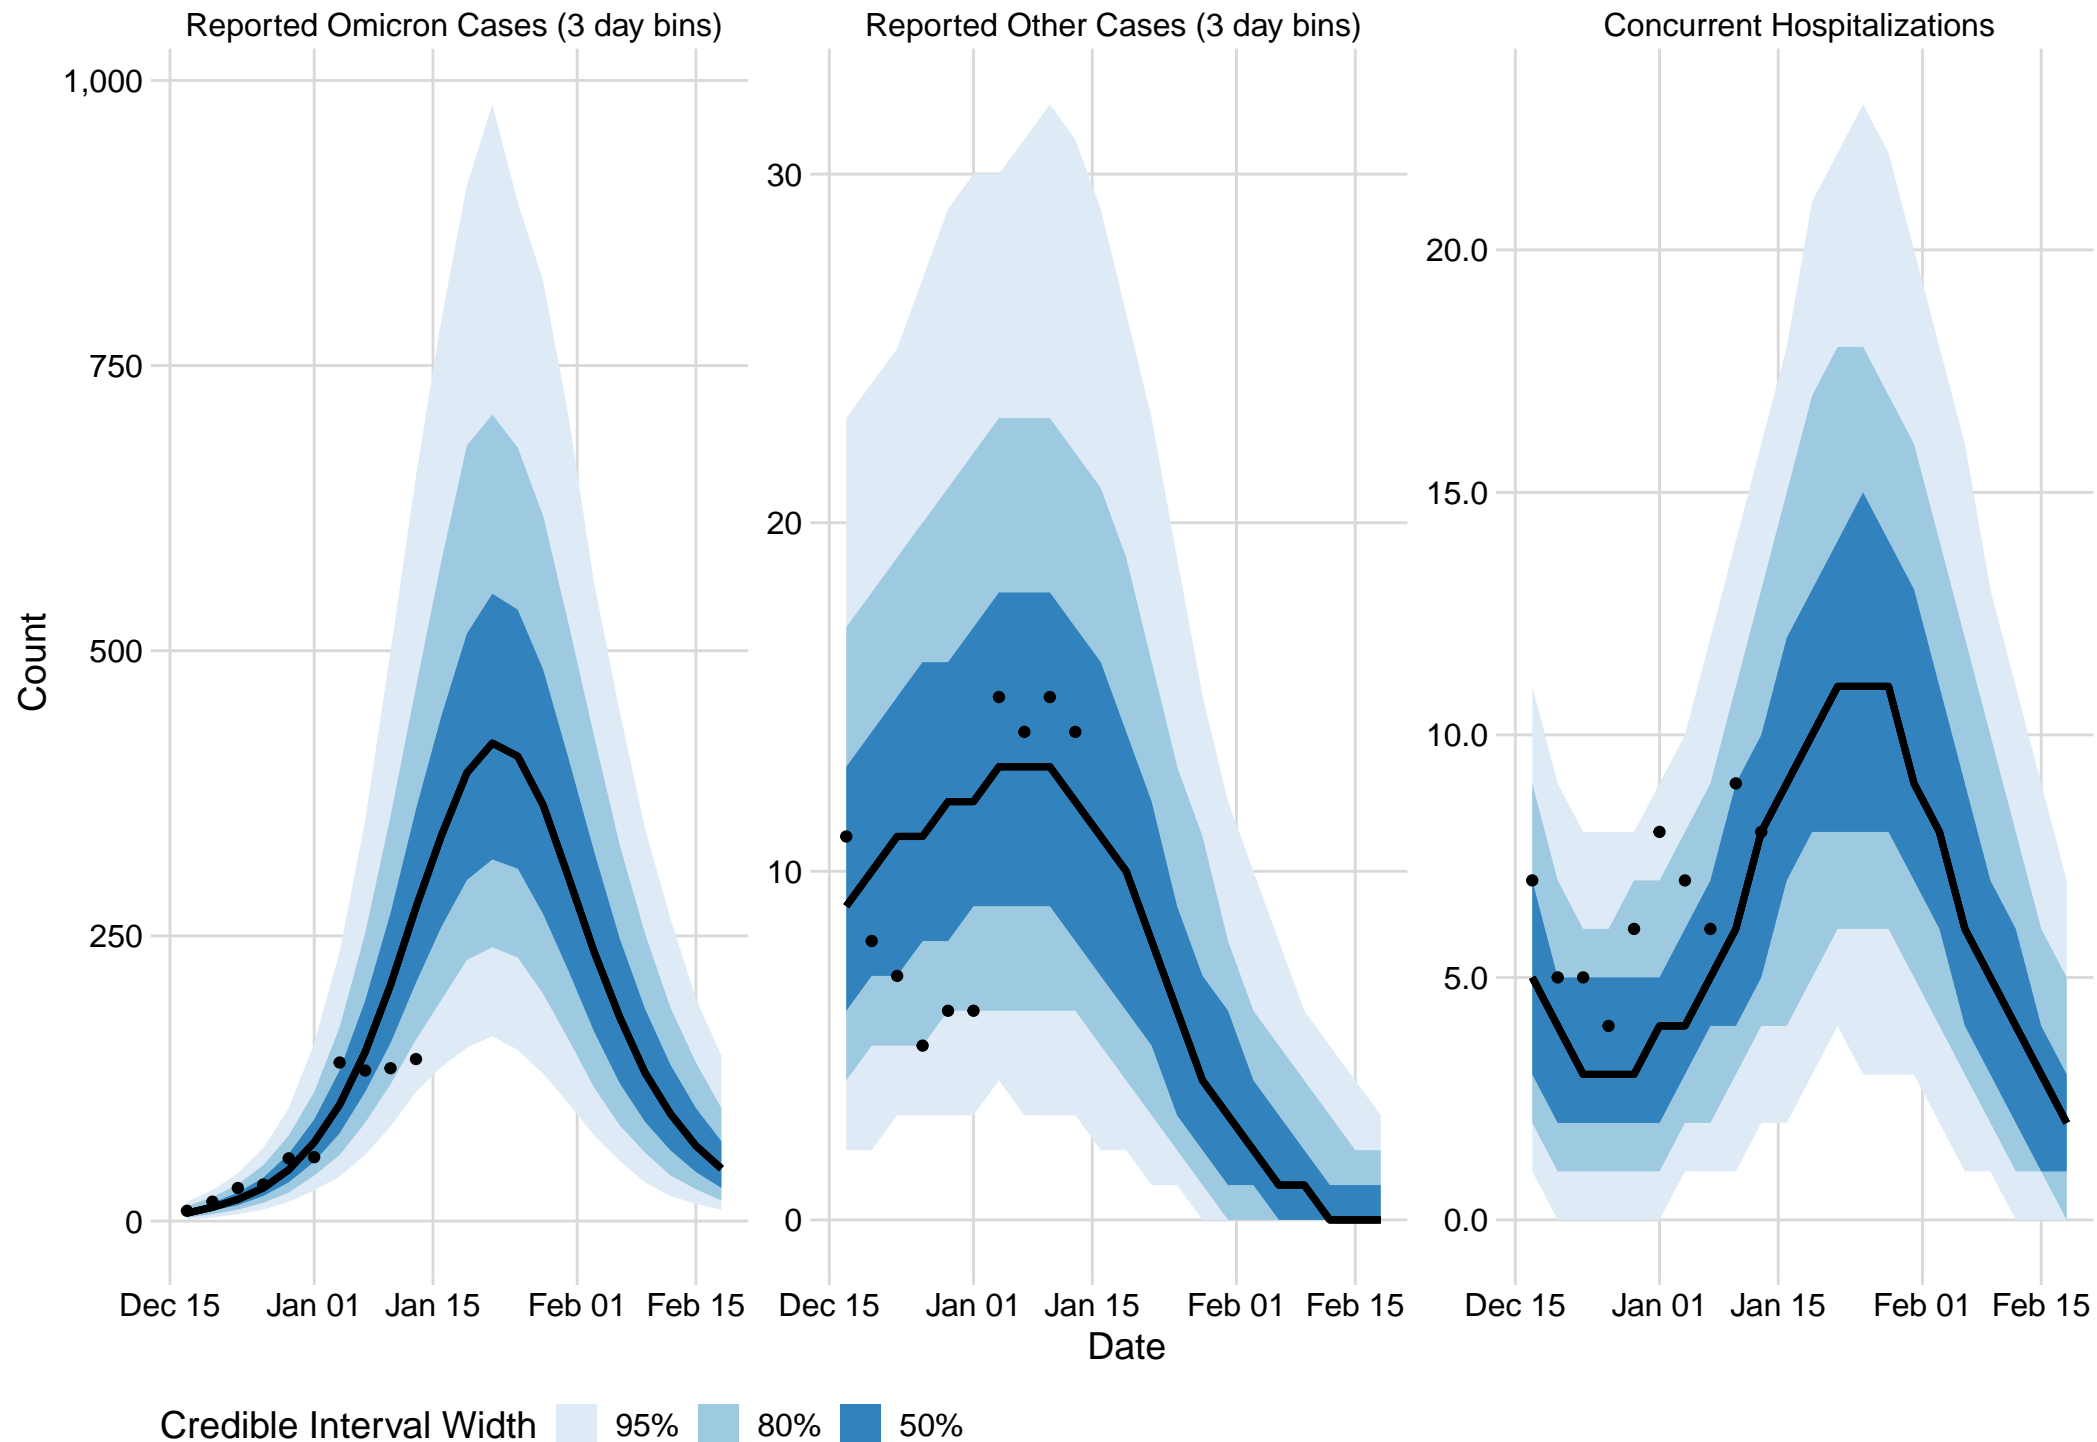 Reported Omicron Cases (3 day bins) Reported Other Cases (3 day bins) Concurrent Hospitalizations
Count
1,000
750
500
250
0
30
20
10
0
20.0
15.0
10.0
5.0
0.0
Dec 15 Jan 01 Jan 15 Feb 01 Feb 15 Dec 15 Jan 01 Jan 15 Feb 01 Feb 15 Dec 15 Jan 01 Jan 15 Feb 01 Feb 15
Date
Credible Interval Width 95% 80% 50%